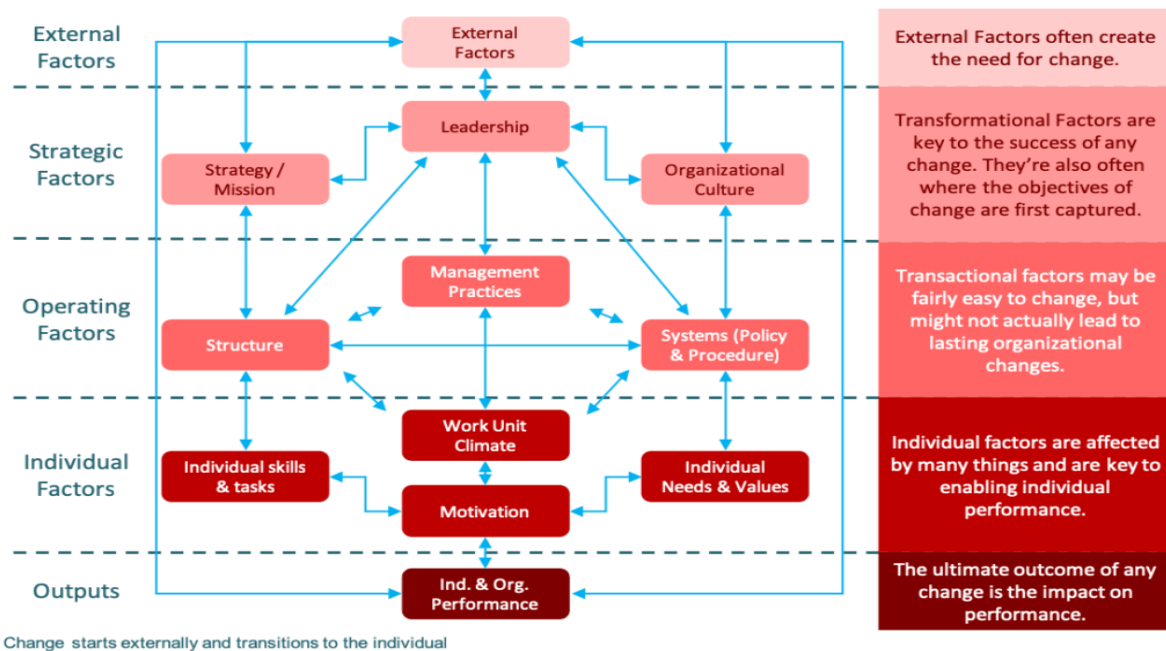 External
Factors
External
Factors
External Factors often create
the need for change.
Strategic
Factors
Leadership
Strategy /
Mission
Organizational
Culture
Transformational Factors are
key to the success of any
change. They’re also often
where the objectives of
change are first captured.
Operating
Factors
Management
Practices
Structure
Systems (Policy
& Procedure)
Transactional factors may be
fairly easy to change, but
might not actually lead to
lasting organizational
changes.
Individual
Factors
Work Unit
Climate
Individual skills
& tasks
Individual
Needs & Values
Motivation
Individual factors are affected
by many things and are key to
enabling individual
performance.
Outputs
Ind. & Org.
Performance
The ultimate outcome of any
change is the impact on
performance.
Change starts externally and transitions to the individual